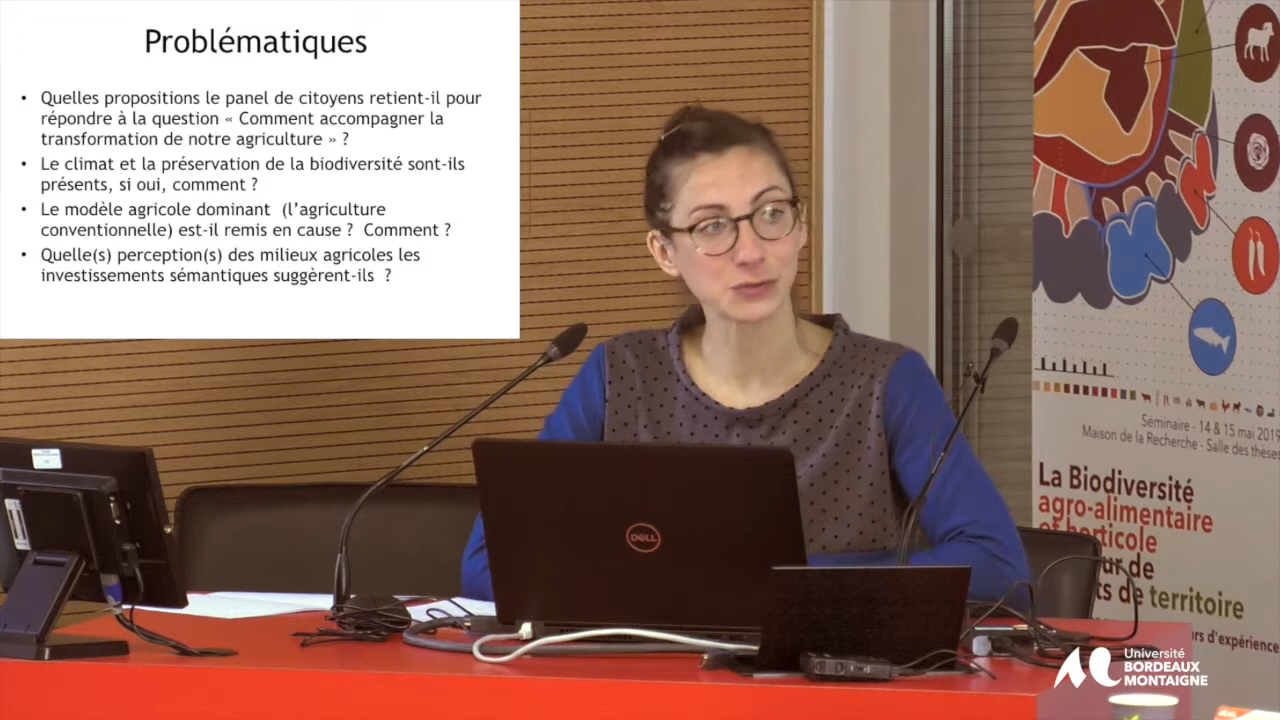 Problématiques
• Quelles propositions le panel de citoyens retient-il pour
répondre à la question « Comment accompagner la
transformation de notre agriculture » ?
• Le climat et la préservation de la biodiversité sont-ils
présents, si oui, comment ?
• Le modèle agricole dominant (l’agriculture
conventionnelle) est-il remis en cause ? Comment ?
• Quelle(s) perception(s) des milieux agricoles les
investissements sémantiques suggèrent-ils ?
DELL
Séminaire - 14 & 15 mai 2019
Maison de la Recherche - Salle des thèses
La Biodiversité
agro-alimentaire
et horticole
de
de territoire
d'expérience
Université
BORDEAUX
MONTAIGNE